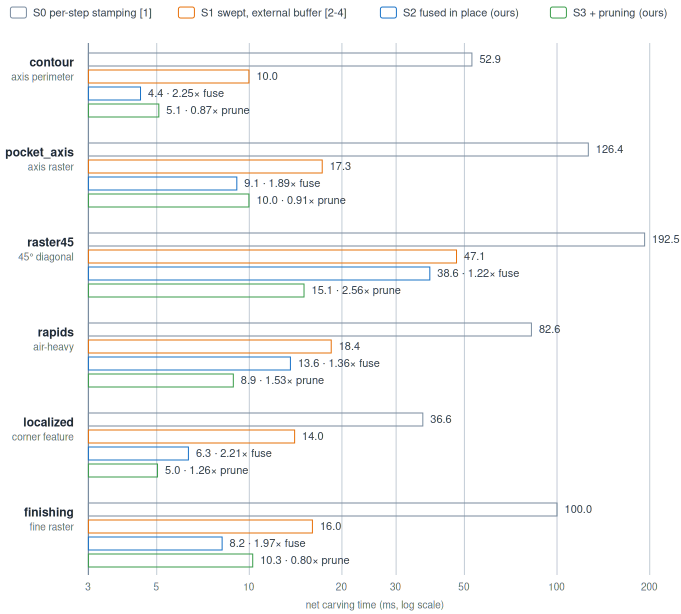 S0 per-step stamping [1]
S1 swept, external buffer [2-4]
S2 fused in place (ours)
S3 + pruning (ours)
contour
axis perimeter
52.9
10.0
4.4 · 2.25× fuse
5.1 · 0.87× prune
pocket_axis
axis raster
126.4
17.3
9.1 · 1.89× fuse
10.0 · 0.91× prune
raster45
45° diagonal
192.5
47.1
38.6 · 1.22× fuse
15.1 · 2.56× prune
rapids
air-heavy
82.6
18.4
13.6 · 1.36× fuse
8.9 · 1.53× prune
localized
corner feature
36.6
14.0
6.3 · 2.21× fuse
5.0 · 1.26× prune
finishing
fine raster
100.0
16.0
8.2 · 1.97× fuse
10.3 · 0.80× prune
3 5 10 20 30 50 100 200
net carving time (ms, log scale)